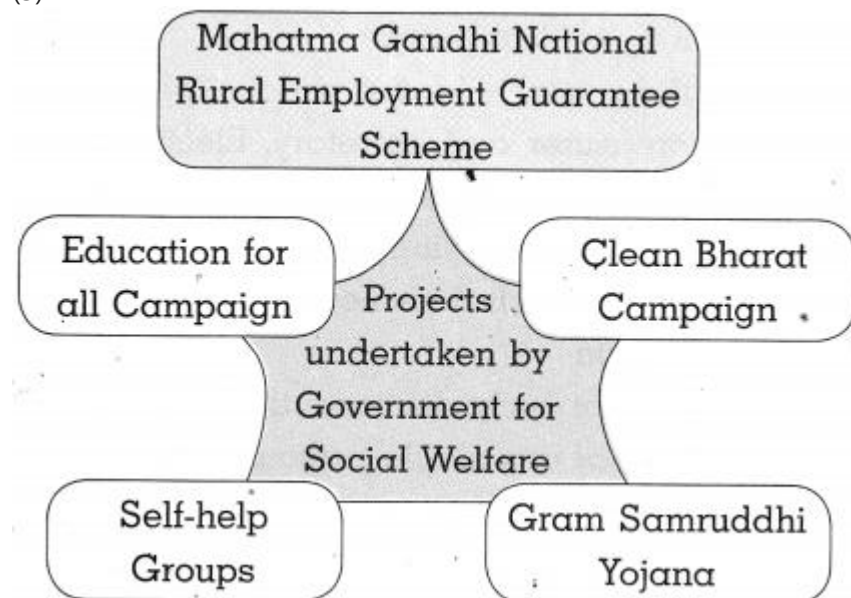 Mahatma Gandhi National
Rural Employment Guarantee
Scheme
Education for
all Campaign
Clean Bharat
Campaign
Projects
undertaken by
Government for
Social Welfare
Self-help
Groups
Gram Samruddhi
Yojana